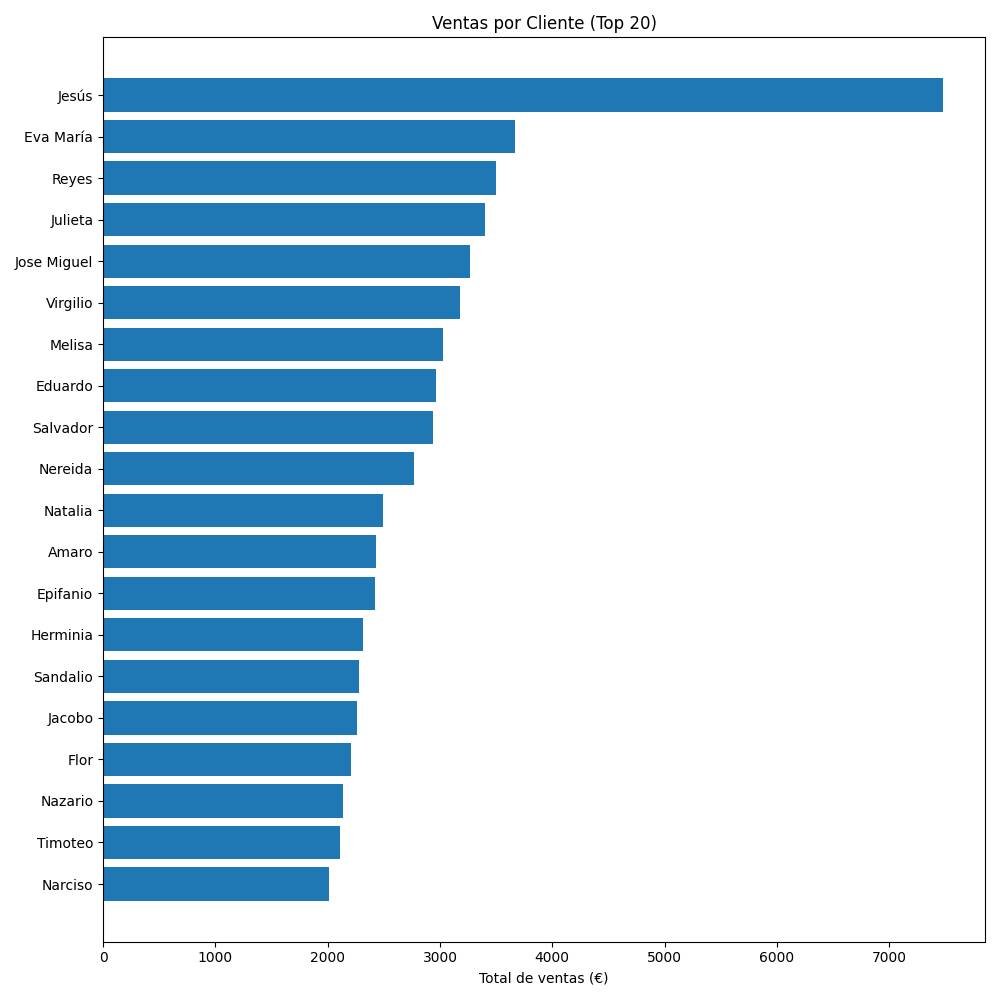 Ventas por Cliente (Top 20)
Jesús
Eva María
Reyes
Julieta
Jose Miguel
Virgilio
Melisa
Eduardo
Salvador
Nereida
Natalia
Amaro
Epifanio
Herminia
Sandalio
Jacobo
Flor
Nazario
Timoteo
Narciso
0 1000 2000 3000 4000 5000 6000 7000
Total de ventas (€)